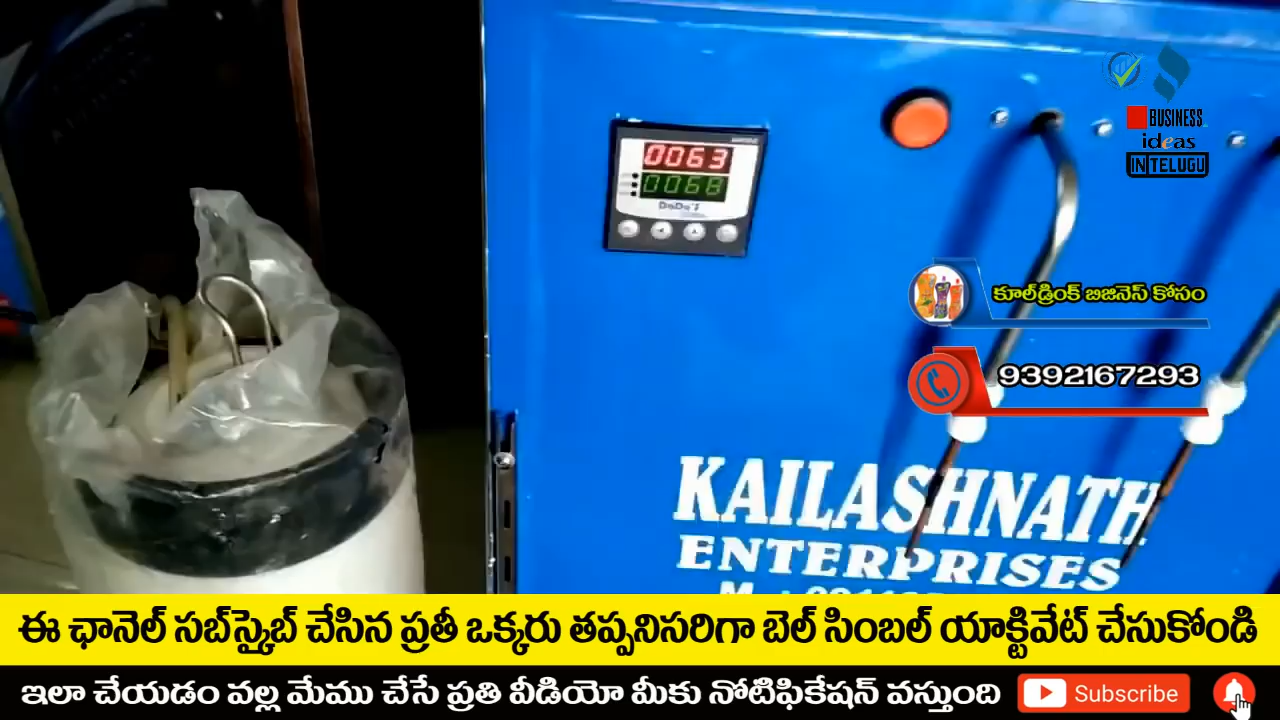 BUSINESS
ideas
IN TELUGU
0063
0068
కూల్‌డ్రింక్ బిజినెస్ కోసం
9392167293
KAILASHNATH
ENTERPRISES
ఈ ఛానెల్ సబ్‌స్క్రైబ్ చేసిన ప్రతీ ఒక్కరు తప్పనిసరిగా బెల్ సింబల్ యాక్టివేట్ చేసుకోండి
ఇలా చేయడం వల్ల మేము చేసే ప్రతి వీడియో మీకు నోటిఫికేషన్ వస్తుంది
Subscribe